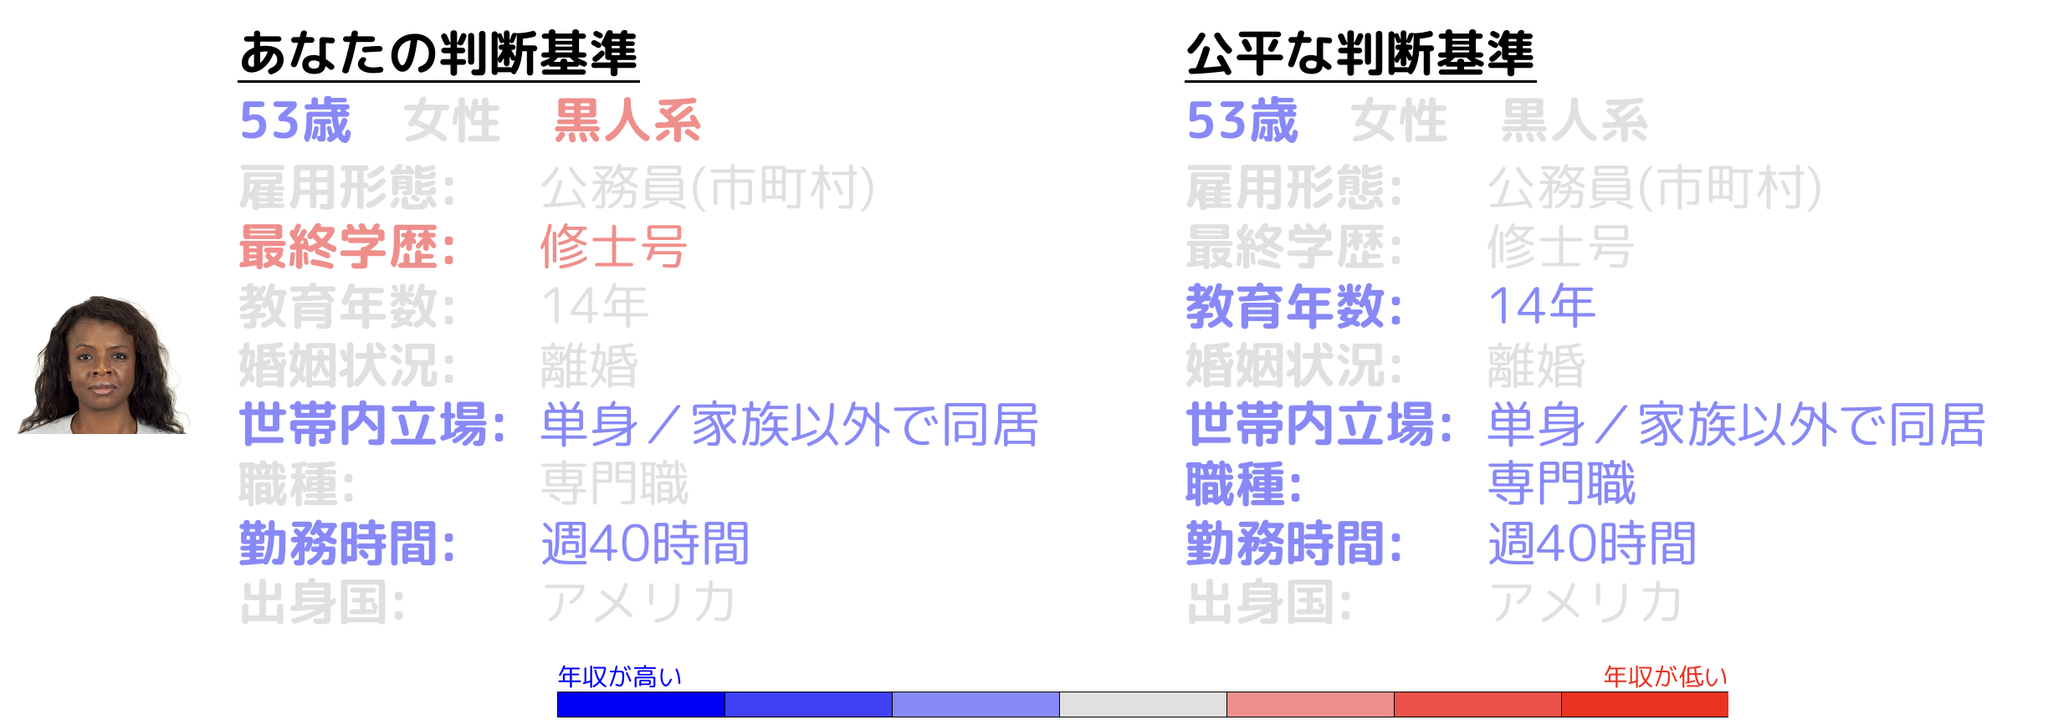 あなたの判断基準
53歳 女性 黒人系
雇用形態: 公務員(市町村)
最終学歴: 修士号
教育年数: 14年
婚姻状況: 離婚
世帯内立場: 単身／家族以外で同居
職種: 専門職
勤務時間: 週40時間
出身国: アメリカ
公平な判断基準
53歳 女性 黒人系
雇用形態: 公務員(市町村)
最終学歴: 修士号
教育年数: 14年
婚姻状況: 離婚
世帯内立場: 単身／家族以外で同居
職種: 専門職
勤務時間: 週40時間
出身国: アメリカ
年収が高い
年収が低い